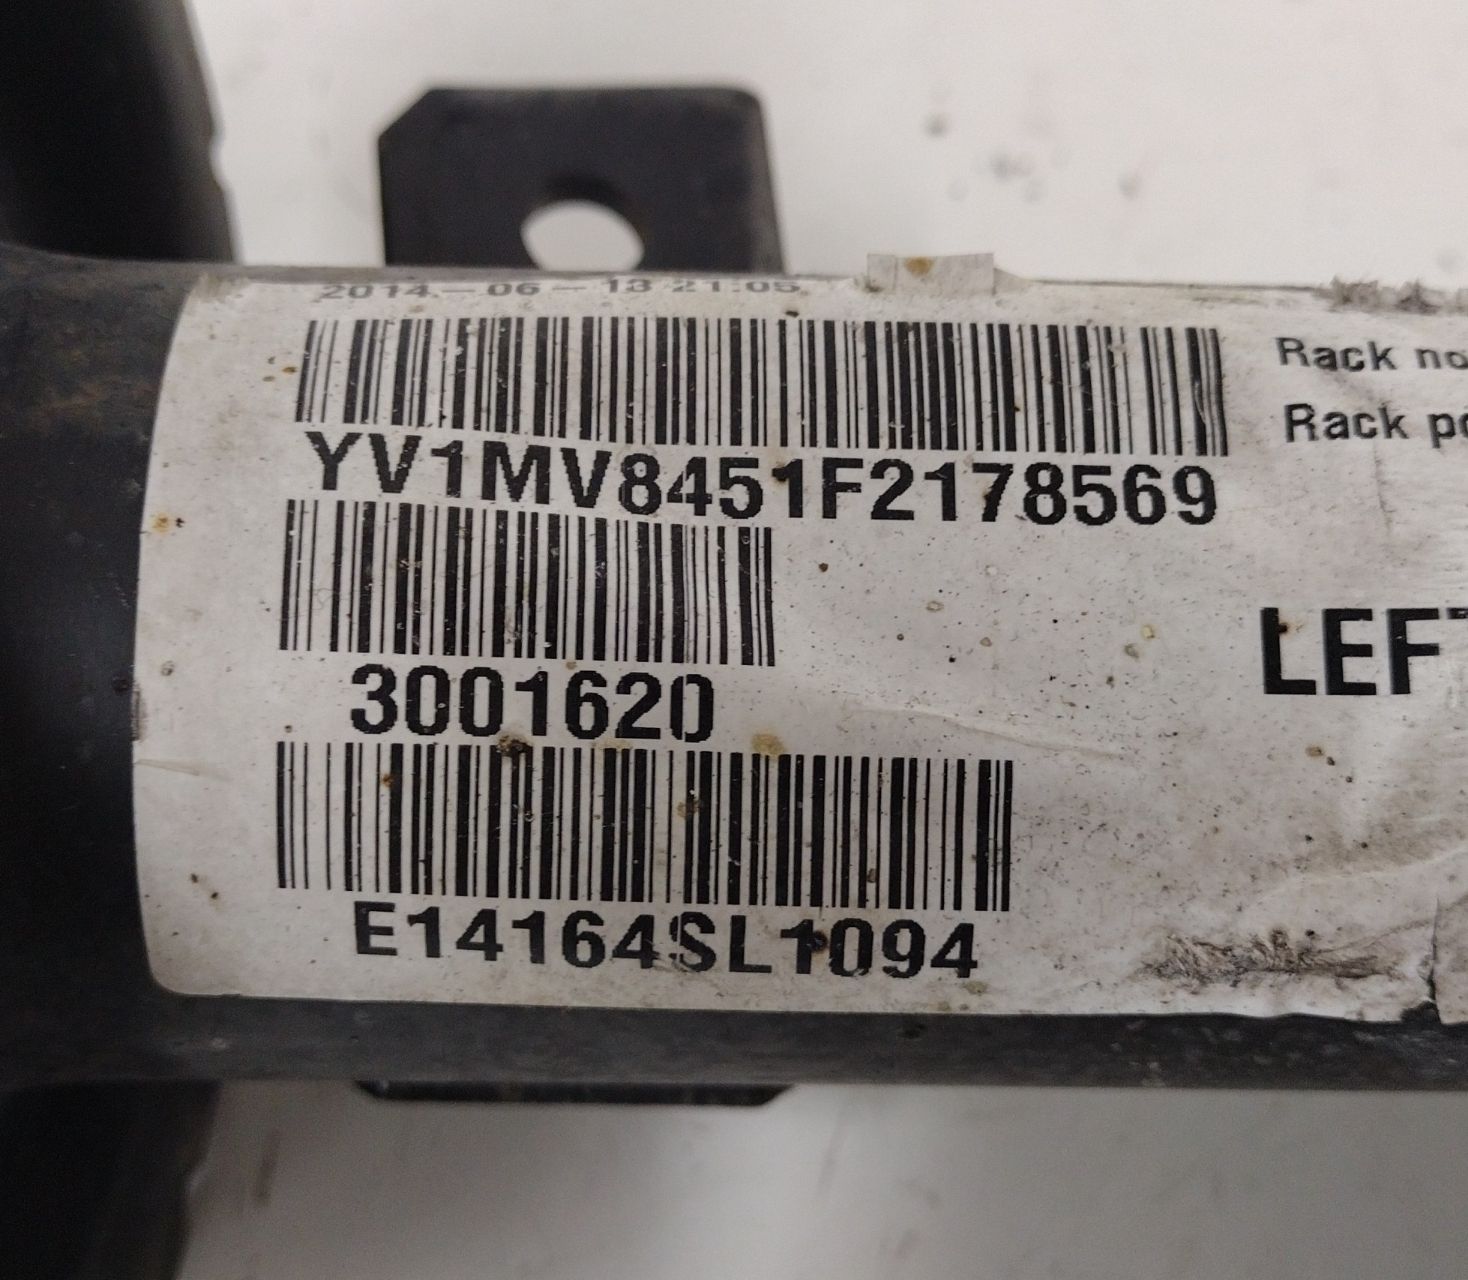 2014-06-13 21:05
Rack no
YV1MV8451F2178569
Rack po
3001620
LEFT
E14164SL1094